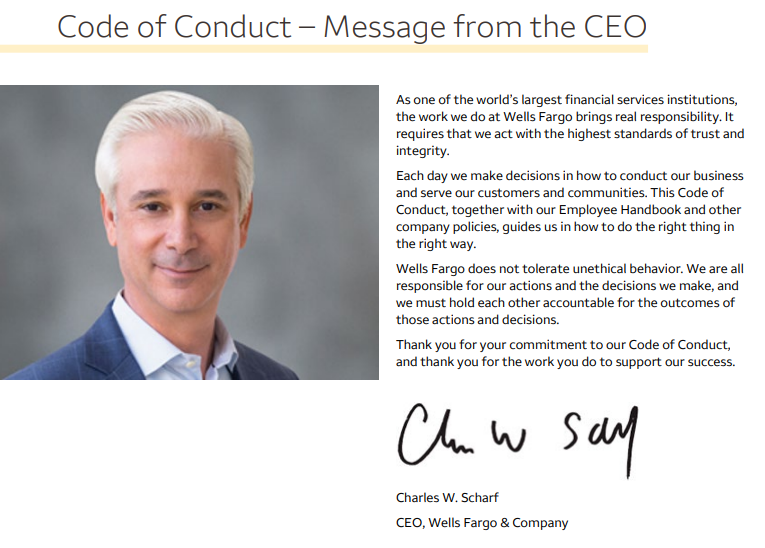 Code of Conduct – Message from the CEO
As one of the world’s largest financial services institutions,
the work we do at Wells Fargo brings real responsibility. It
requires that we act with the highest standards of trust and
integrity.
Each day we make decisions in how to conduct our business
and serve our customers and communities. This Code of
Conduct, together with our Employee Handbook and other
company policies, guides us in how to do the right thing in
the right way.
Wells Fargo does not tolerate unethical behavior. We are all
responsible for our actions and the decisions we make, and
we must hold each other accountable for the outcomes of
those actions and decisions.
Thank you for your commitment to our Code of Conduct,
and thank you for the work you do to support our success.
Charles W. Scharf
CEO, Wells Fargo & Company